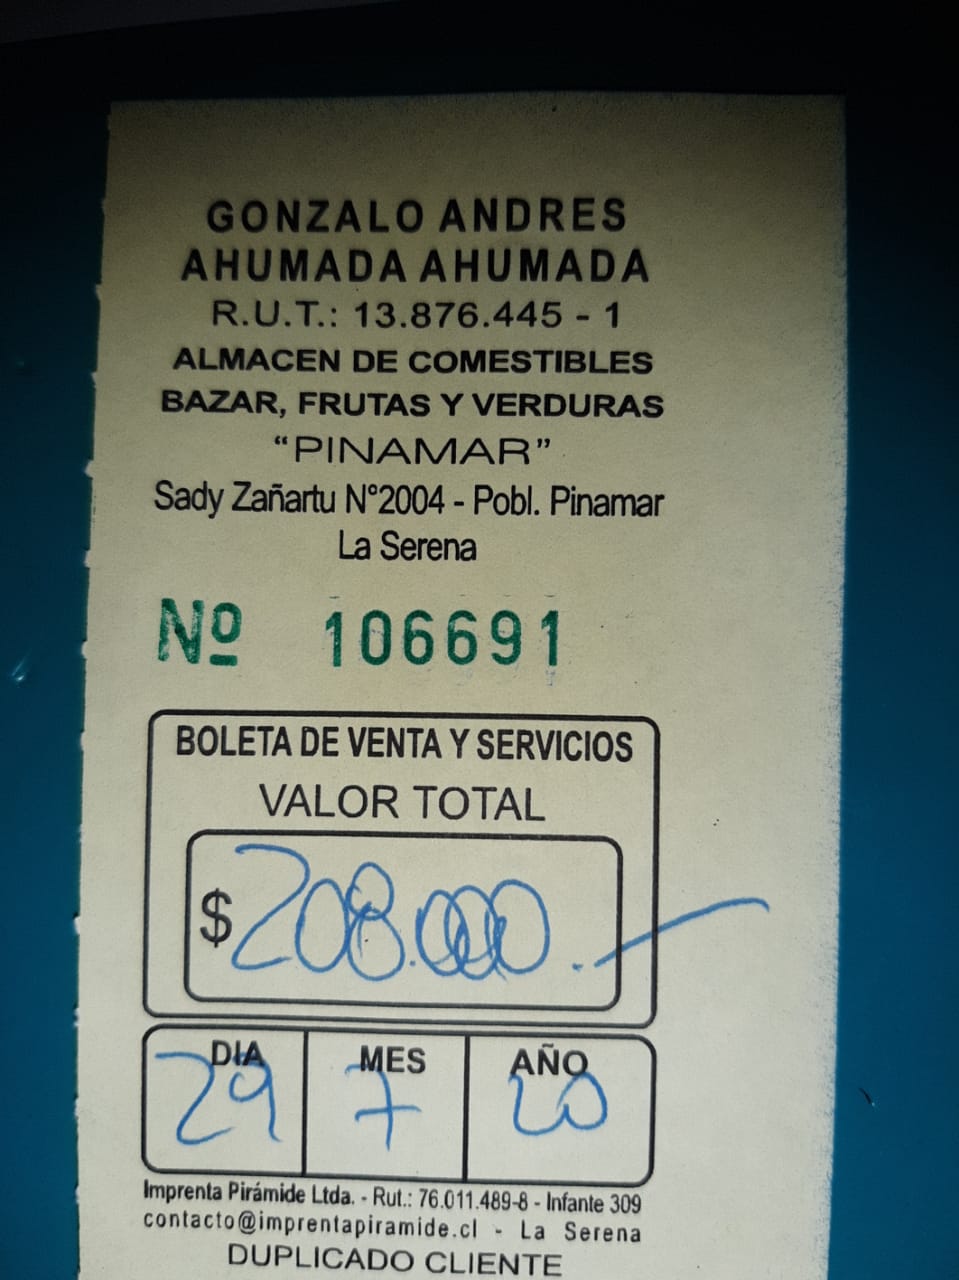 GONZALO ANDRES
AHUMADA AHUMADA
R.U.T.: 13.876.445 - 1
ALMACEN DE COMESTIBLES
BAZAR, FRUTAS Y VERDURAS
“PINAMAR”
Sady Zañartu N°2004 - Pobl. Pinamar
La Serena
Nº 106691
BOLETA DE VENTA Y SERVICIOS
VALOR TOTAL
$ 208.000.-
DIA MES AÑO
29 7 20
Imprenta Pirámide Ltda. - Rut.: 76.011.489-8 - Infante 309
contacto@imprentapiramide.cl - La Serena
DUPLICADO CLIENTE